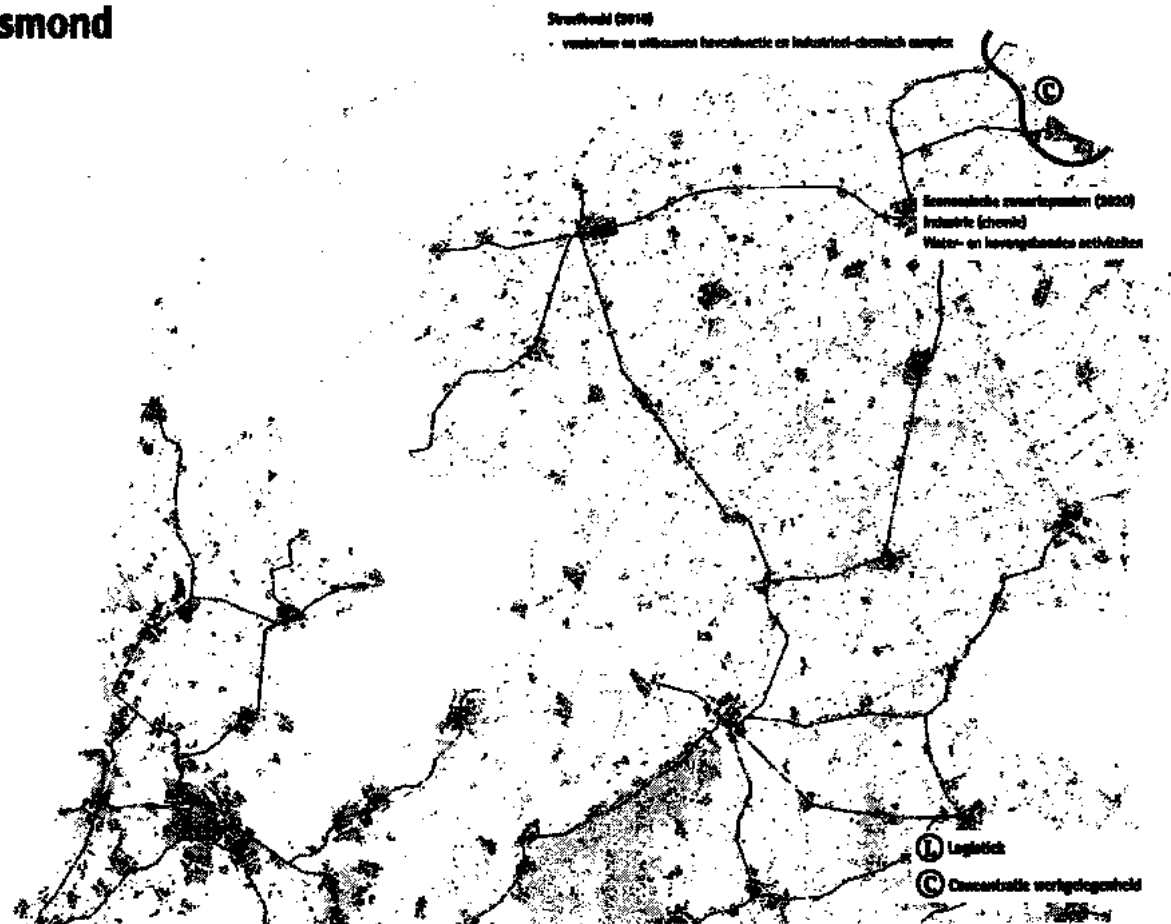 smond
Streefbeeld (2010)
- versterken en uitbouwen havenfunctie en industrieel-chemisch complex
C
Economische zwaartepunten (2020)
Industrie (chemie)
Water- en havengebonden activiteiten
L Logistiek
C Concentratie werkgelegenheid